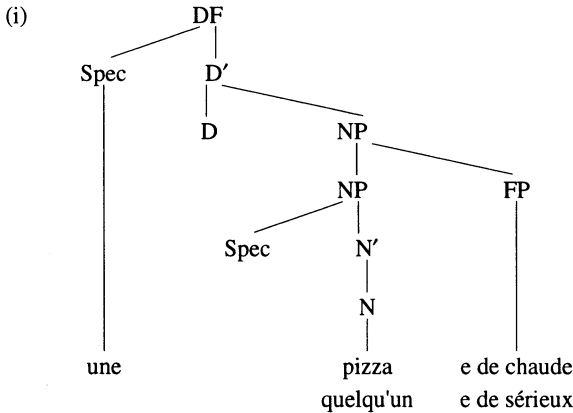 (i) DF
Spec D′
D NP
NP FP
Spec N′
N
une pizza e de chaude
quelqu'un e de sérieux